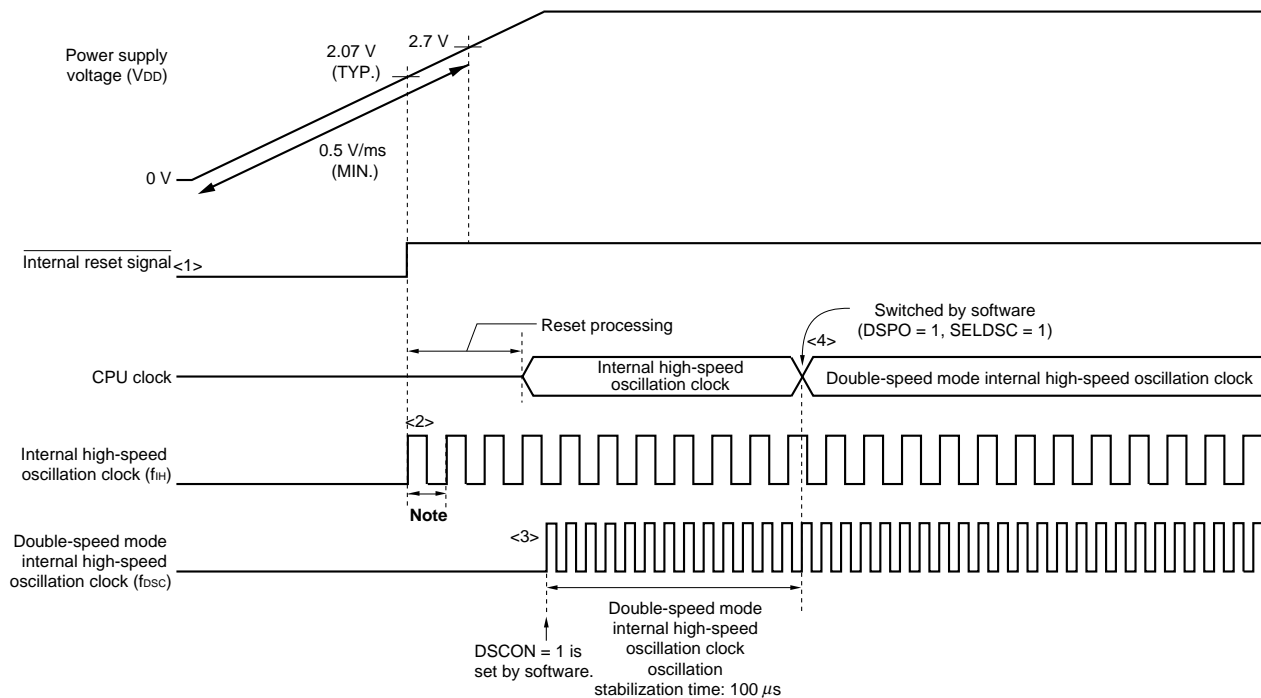 Power supply
voltage (VDD)
2.07 V
(TYP.)
2.7 V
0.5 V/ms
(MIN.)
0 V
Internal reset signal
<1>
Reset processing
Switched by software
(DSPO = 1, SELDSC = 1)
<4>
CPU clock
Internal high-speed
oscillation clock
Double-speed mode internal high-speed oscillation clock
<2>
Internal high-speed
oscillation clock (fIH)
Note
<3>
Double-speed mode
internal high-speed
oscillation clock (fDSC)
DSCON = 1 is
set by software.
Double-speed mode
internal high-speed
oscillation clock
oscillation
stabilization time: 100 μs